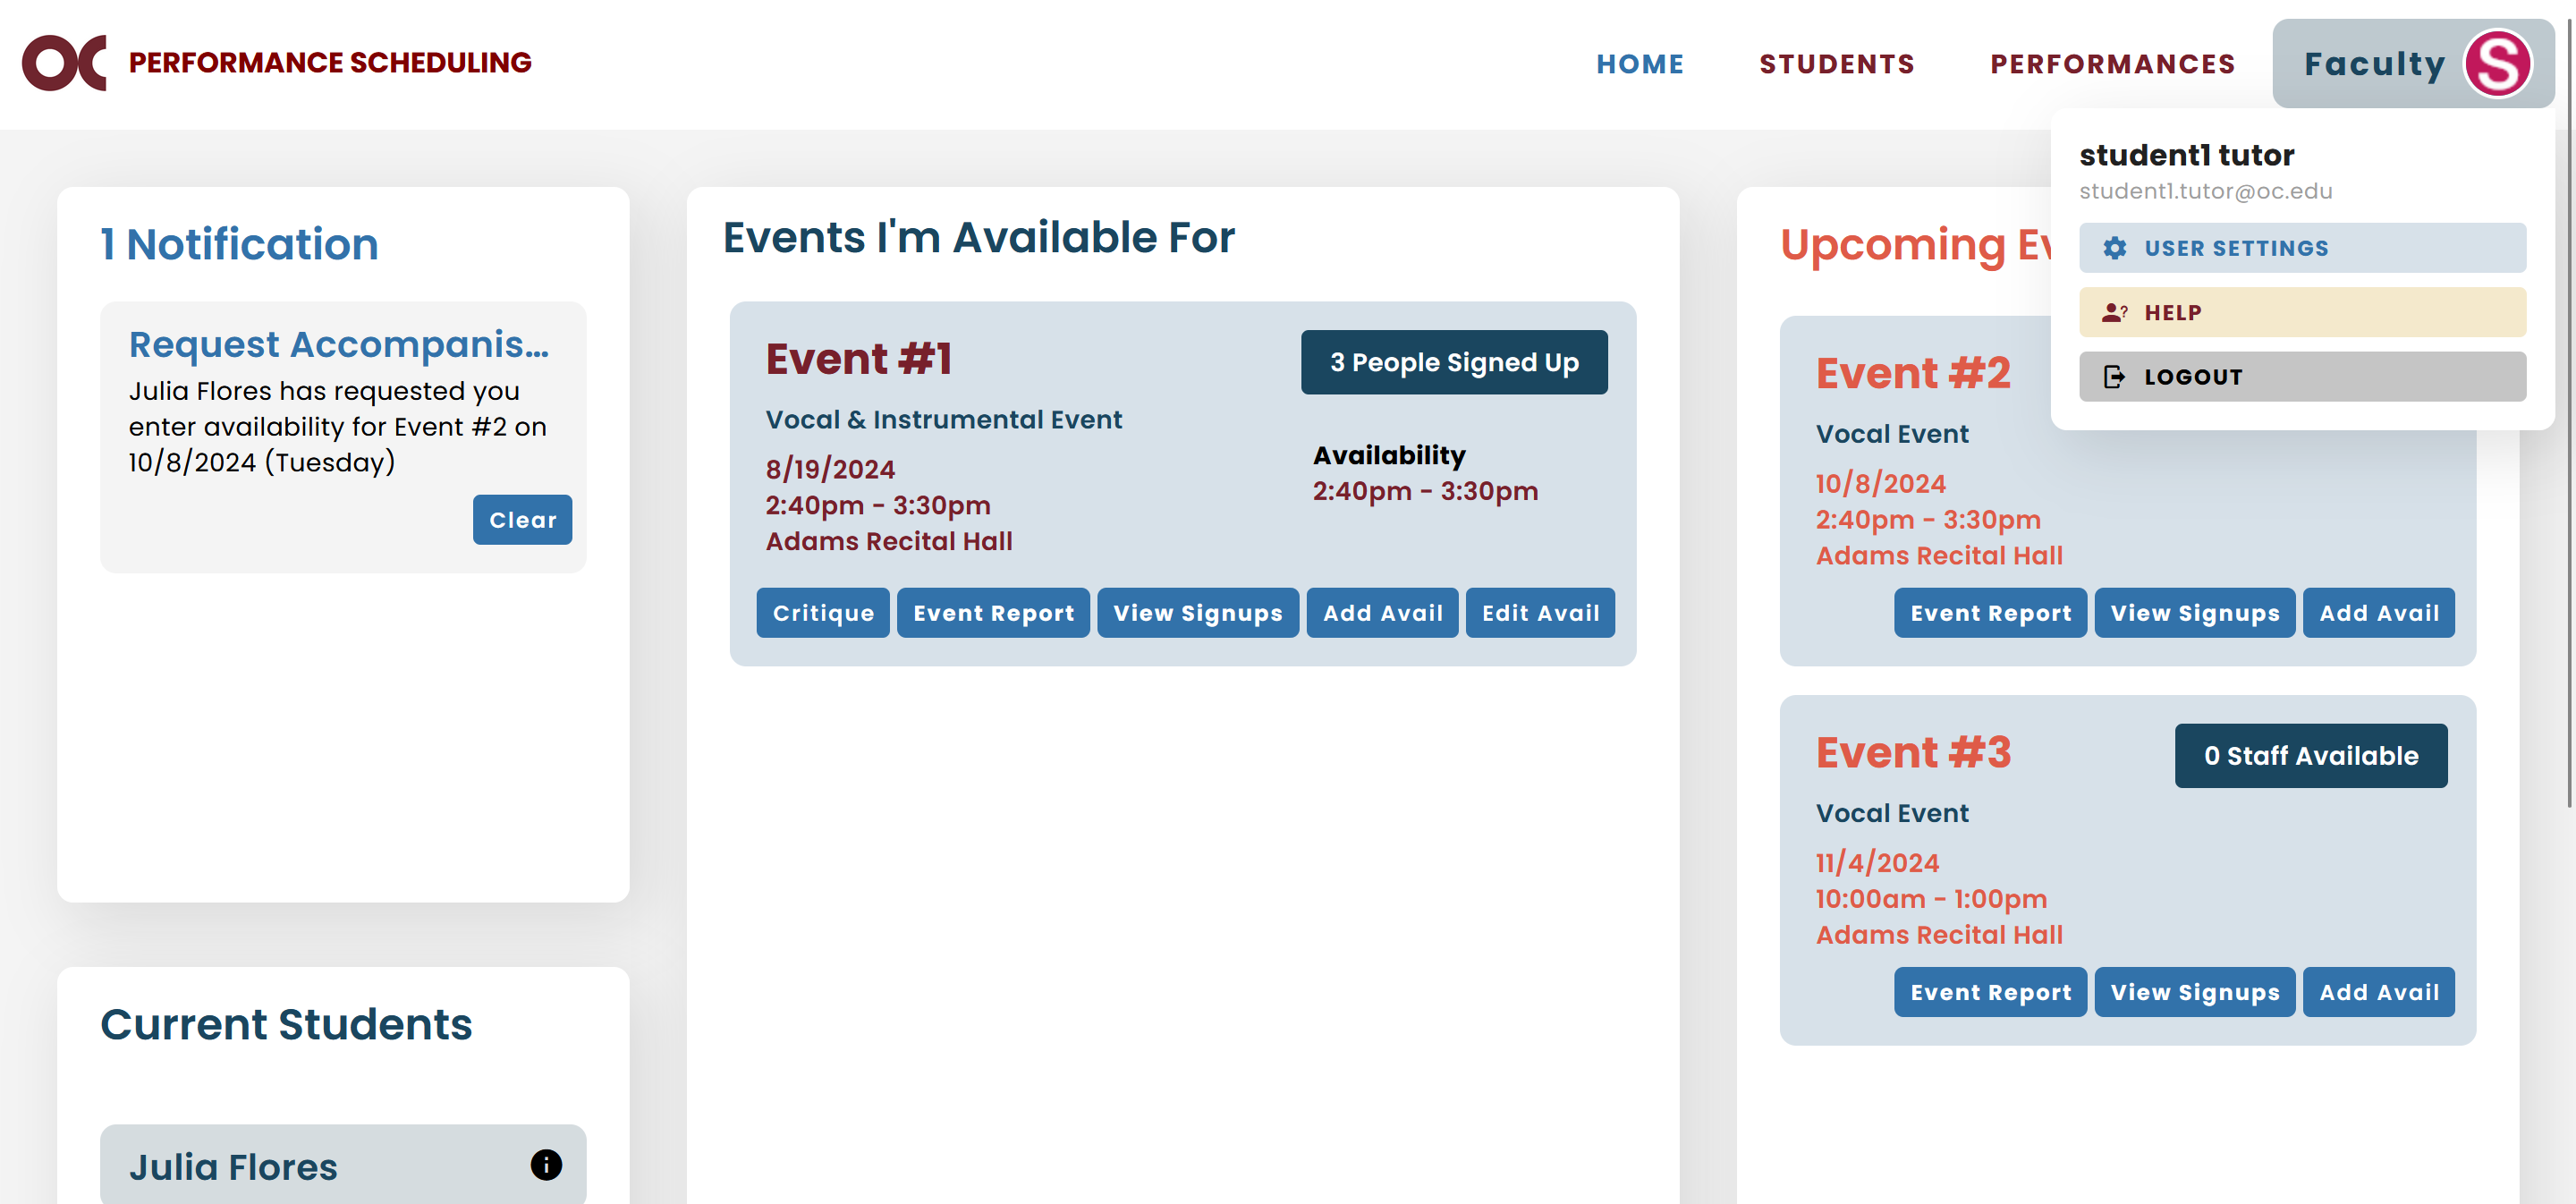 OC PERFORMANCE SCHEDULING
HOME
STUDENTS
PERFORMANCES
Faculty
S
student1 tutor
student1.tutor@oc.edu
USER SETTINGS
HELP
LOGOUT
1 Notification
Request Accompanis...
Julia Flores has requested you
enter availability for Event #2 on
10/8/2024 (Tuesday)
Clear
Current Students
Julia Flores
Events I'm Available For
Event #1
3 People Signed Up
Vocal & Instrumental Event
8/19/2024
2:40pm - 3:30pm
Adams Recital Hall
Availability
2:40pm - 3:30pm
Critique
Event Report
View Signups
Add Avail
Edit Avail
Upcoming Ev
Event #2
Vocal Event
10/8/2024
2:40pm - 3:30pm
Adams Recital Hall
Event Report
View Signups
Add Avail
Event #3
0 Staff Available
Vocal Event
11/4/2024
10:00am - 1:00pm
Adams Recital Hall
Event Report
View Signups
Add Avail